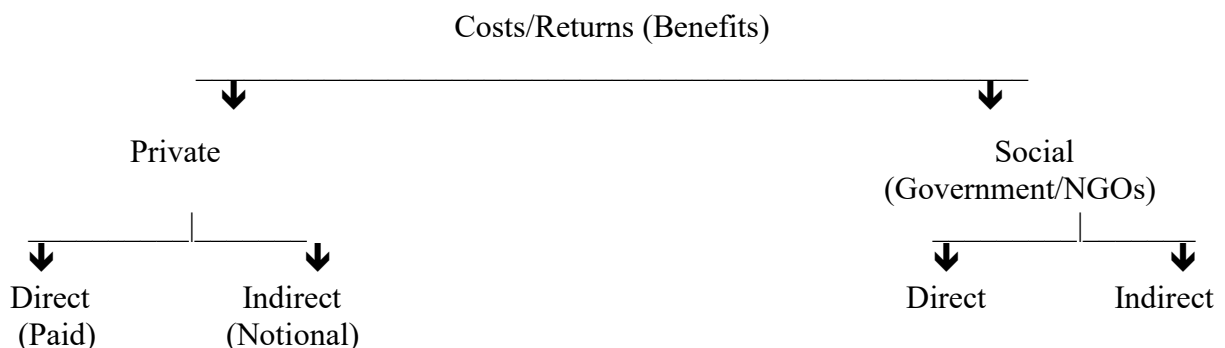 Costs/Returns (Benefits)
Private Social
(Government/NGOs)
Direct Indirect Direct Indirect
(Paid) (Notional)